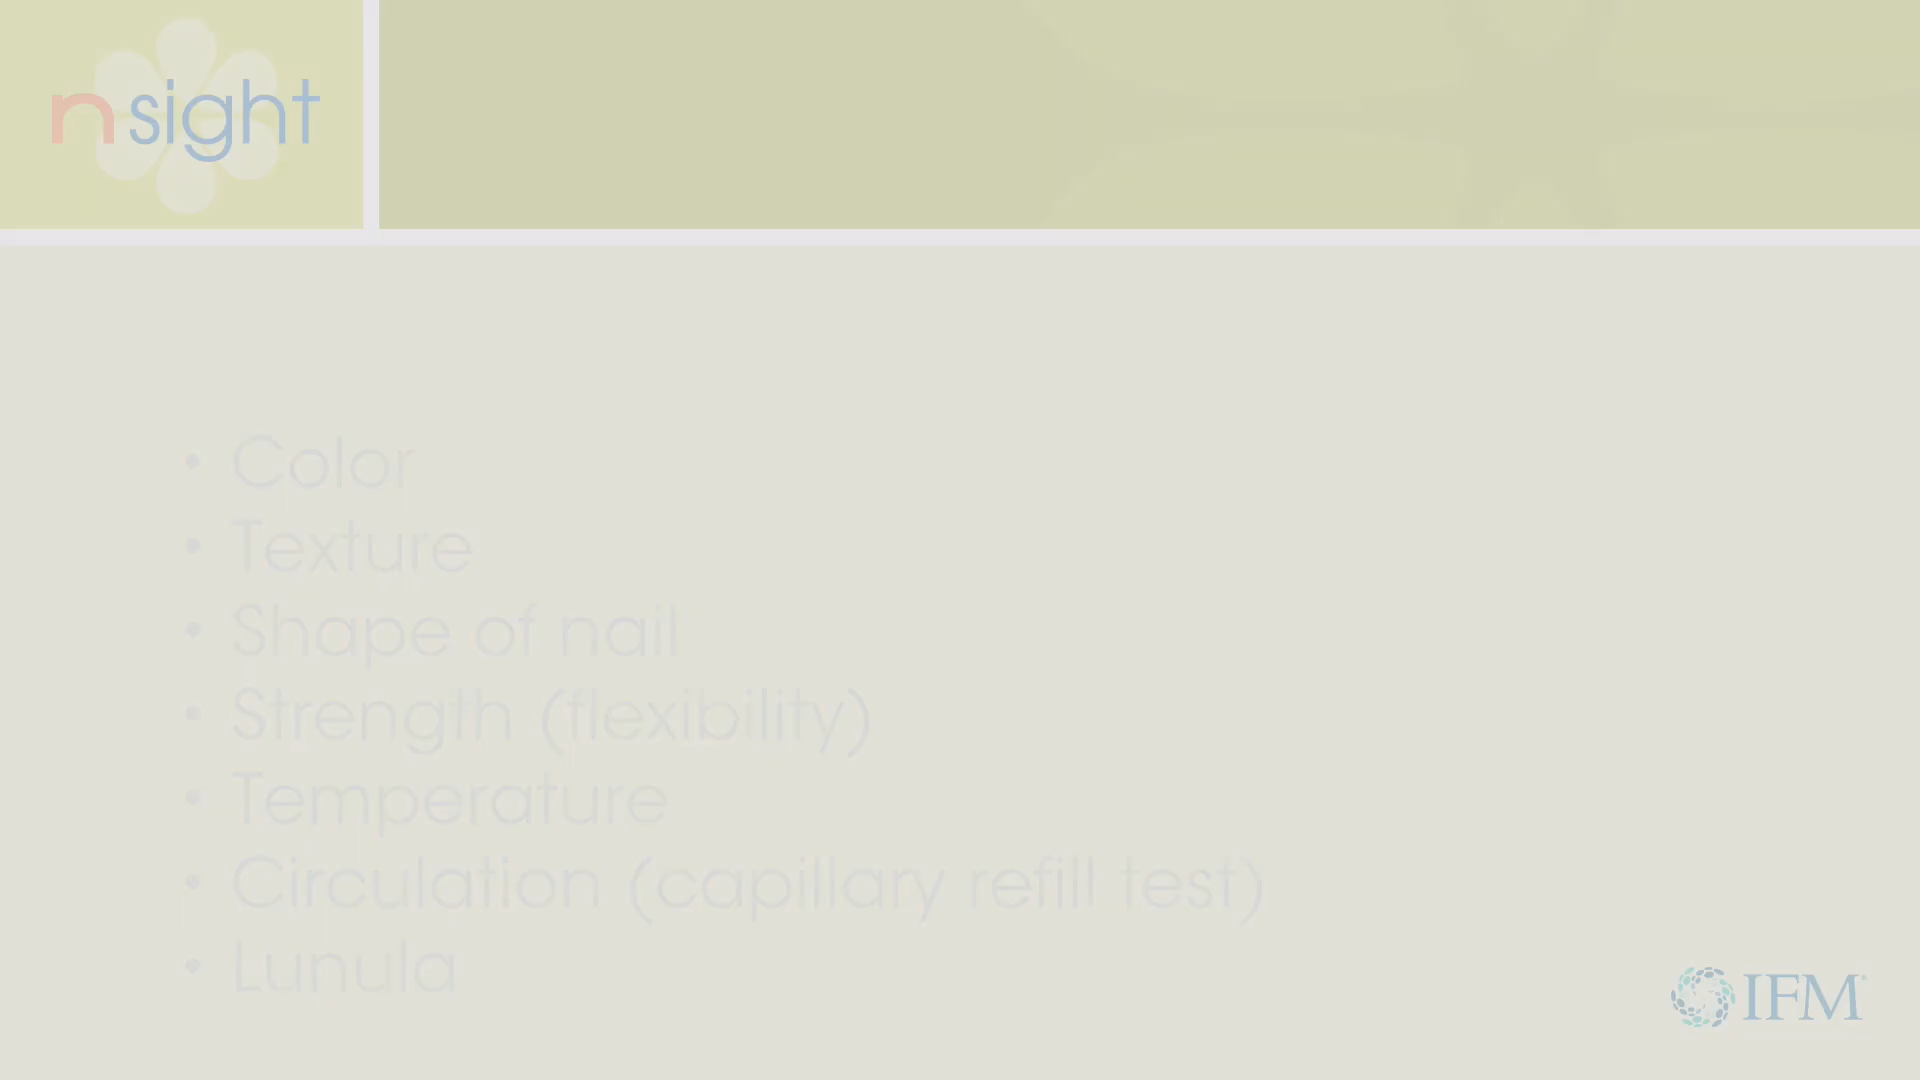 nsight
• Color
• Texture
• Shape of nail
• Strength (flexibility)
• Temperature
• Circulation (capillary refill test)
• Lunula
IFM®